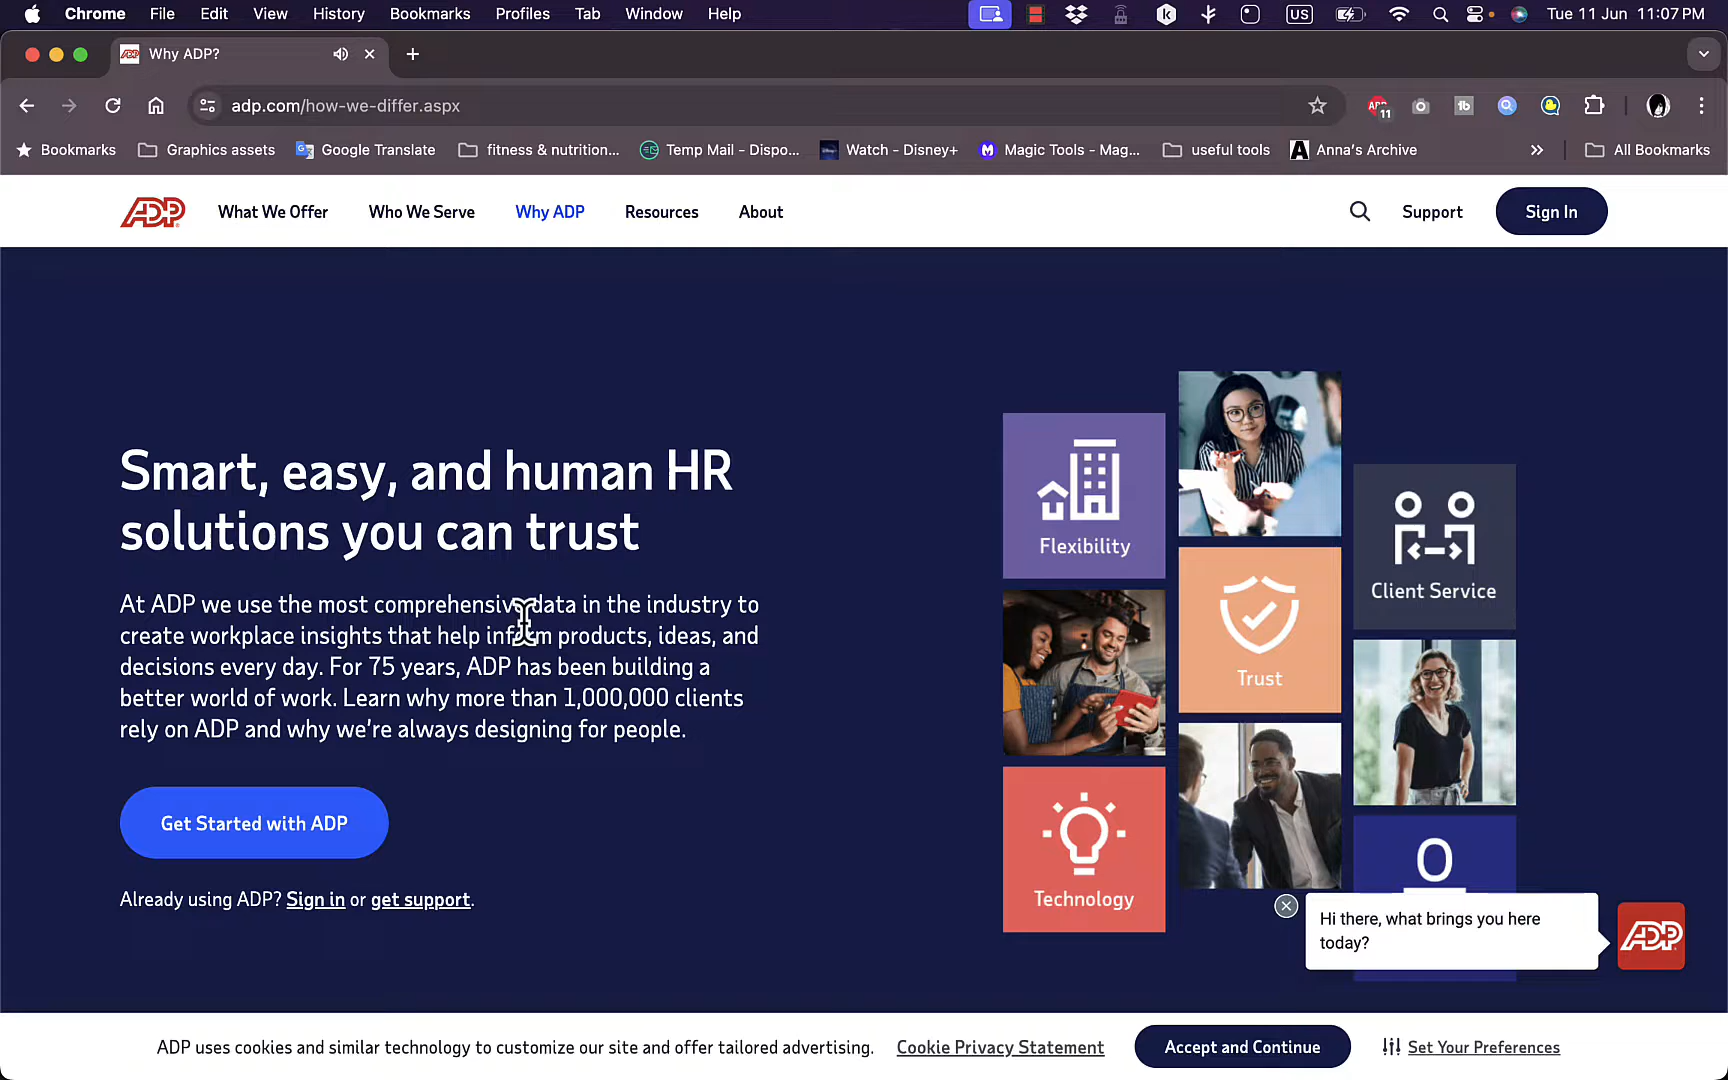 Chrome File Edit View History Bookmarks Profiles Tab Window Help US Tue 11 Jun 11:07 PM
Why ADP?
adp.com/how-we-differ.aspx
11
Bookmarks Graphics assets Google Translate fitness & nutrition... Temp Mail - Dispo... Watch - Disney+ Magic Tools - Mag... useful tools Anna's Archive All Bookmarks
ADP What We Offer Who We Serve Why ADP Resources About Support Sign In
Smart, easy, and human HR
solutions you can trust
At ADP we use the most comprehensive data in the industry to
create workplace insights that help inform products, ideas, and
decisions every day. For 75 years, ADP has been building a
better world of work. Learn why more than 1,000,000 clients
rely on ADP and why we're always designing for people.
Get Started with ADP
Already using ADP? Sign in or get support.
Flexibility
Client Service
Trust
Technology
Hi there, what brings you here
today?
ADP
ADP uses cookies and similar technology to customize our site and offer tailored advertising. Cookie Privacy Statement Accept and Continue Set Your Preferences